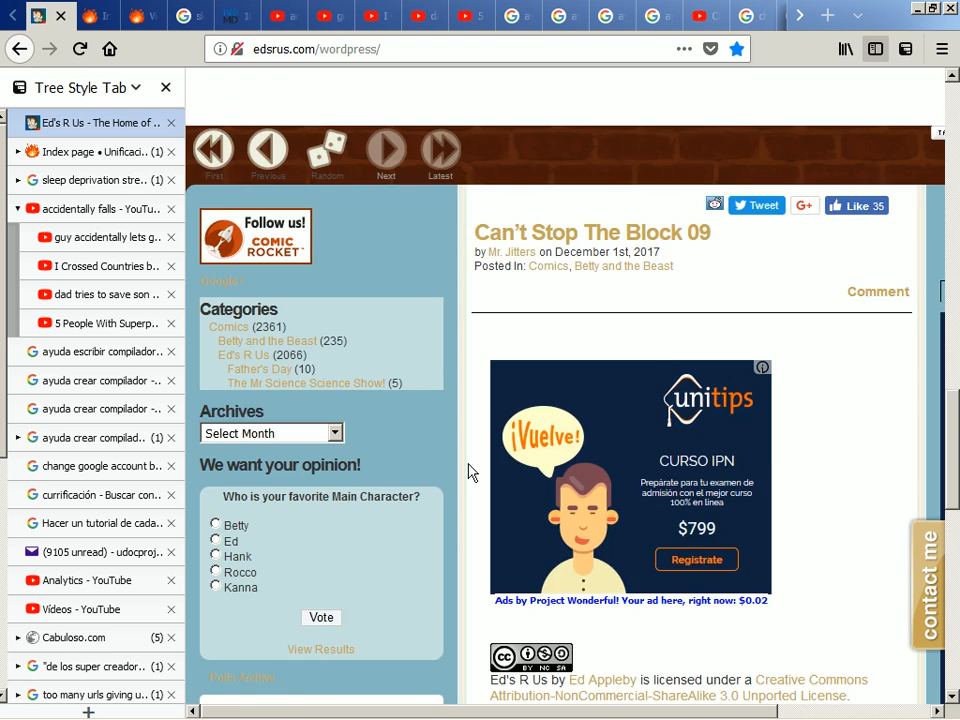 edsrus.com/wordpress/
Tree Style Tab
Ed's R Us - The Home of ..
Index page • Unificaci.. (1)
sleep deprivation stre.. (1)
accidentally falls - YouTu..
guy accidentally lets g..
I Crossed Countries b..
dad tries to save son ..
5 People With Superp..
ayuda escribir compilador..
ayuda crear compilador -..
ayuda crear compilador -..
ayuda crear compilad.. (1)
change google account b..
currificación - Buscar con..
Hacer un tutorial de cada..
(9105 unread) - udocproj..
Analytics - YouTube
Vídeos - YouTube
Cabuloso.com (5)
"de los super creador.. (1)
too many urls giving u.. (1)
First Previous Random Next Latest
Follow us!
COMIC
ROCKET
Google+
Categories
Comics (2361)
Betty and the Beast (235)
Ed's R Us (2066)
Father's Day (10)
The Mr Science Science Show! (5)
Archives
Select Month
We want your opinion!
Who is your favorite Main Character?
Betty
Ed
Hank
Rocco
Kanna
Vote
View Results
Polls Archive
Tweet G+ Like 35
Can't Stop The Block 09
by Mr. Jitters on December 1st, 2017
Posted In: Comics, Betty and the Beast
Comment
unitips
¡Vuelve!
CURSO IPN
Prepárate para tu examen de
admisión con el mejor curso
100% en línea
$799
Regístrate
Ads by Project Wonderful! Your ad here, right now: $0.02
contact me
cc
BY NC SA
Ed's R Us by Ed Appleby is licensed under a Creative Commons
Attribution-NonCommercial-ShareAlike 3.0 Unported License.